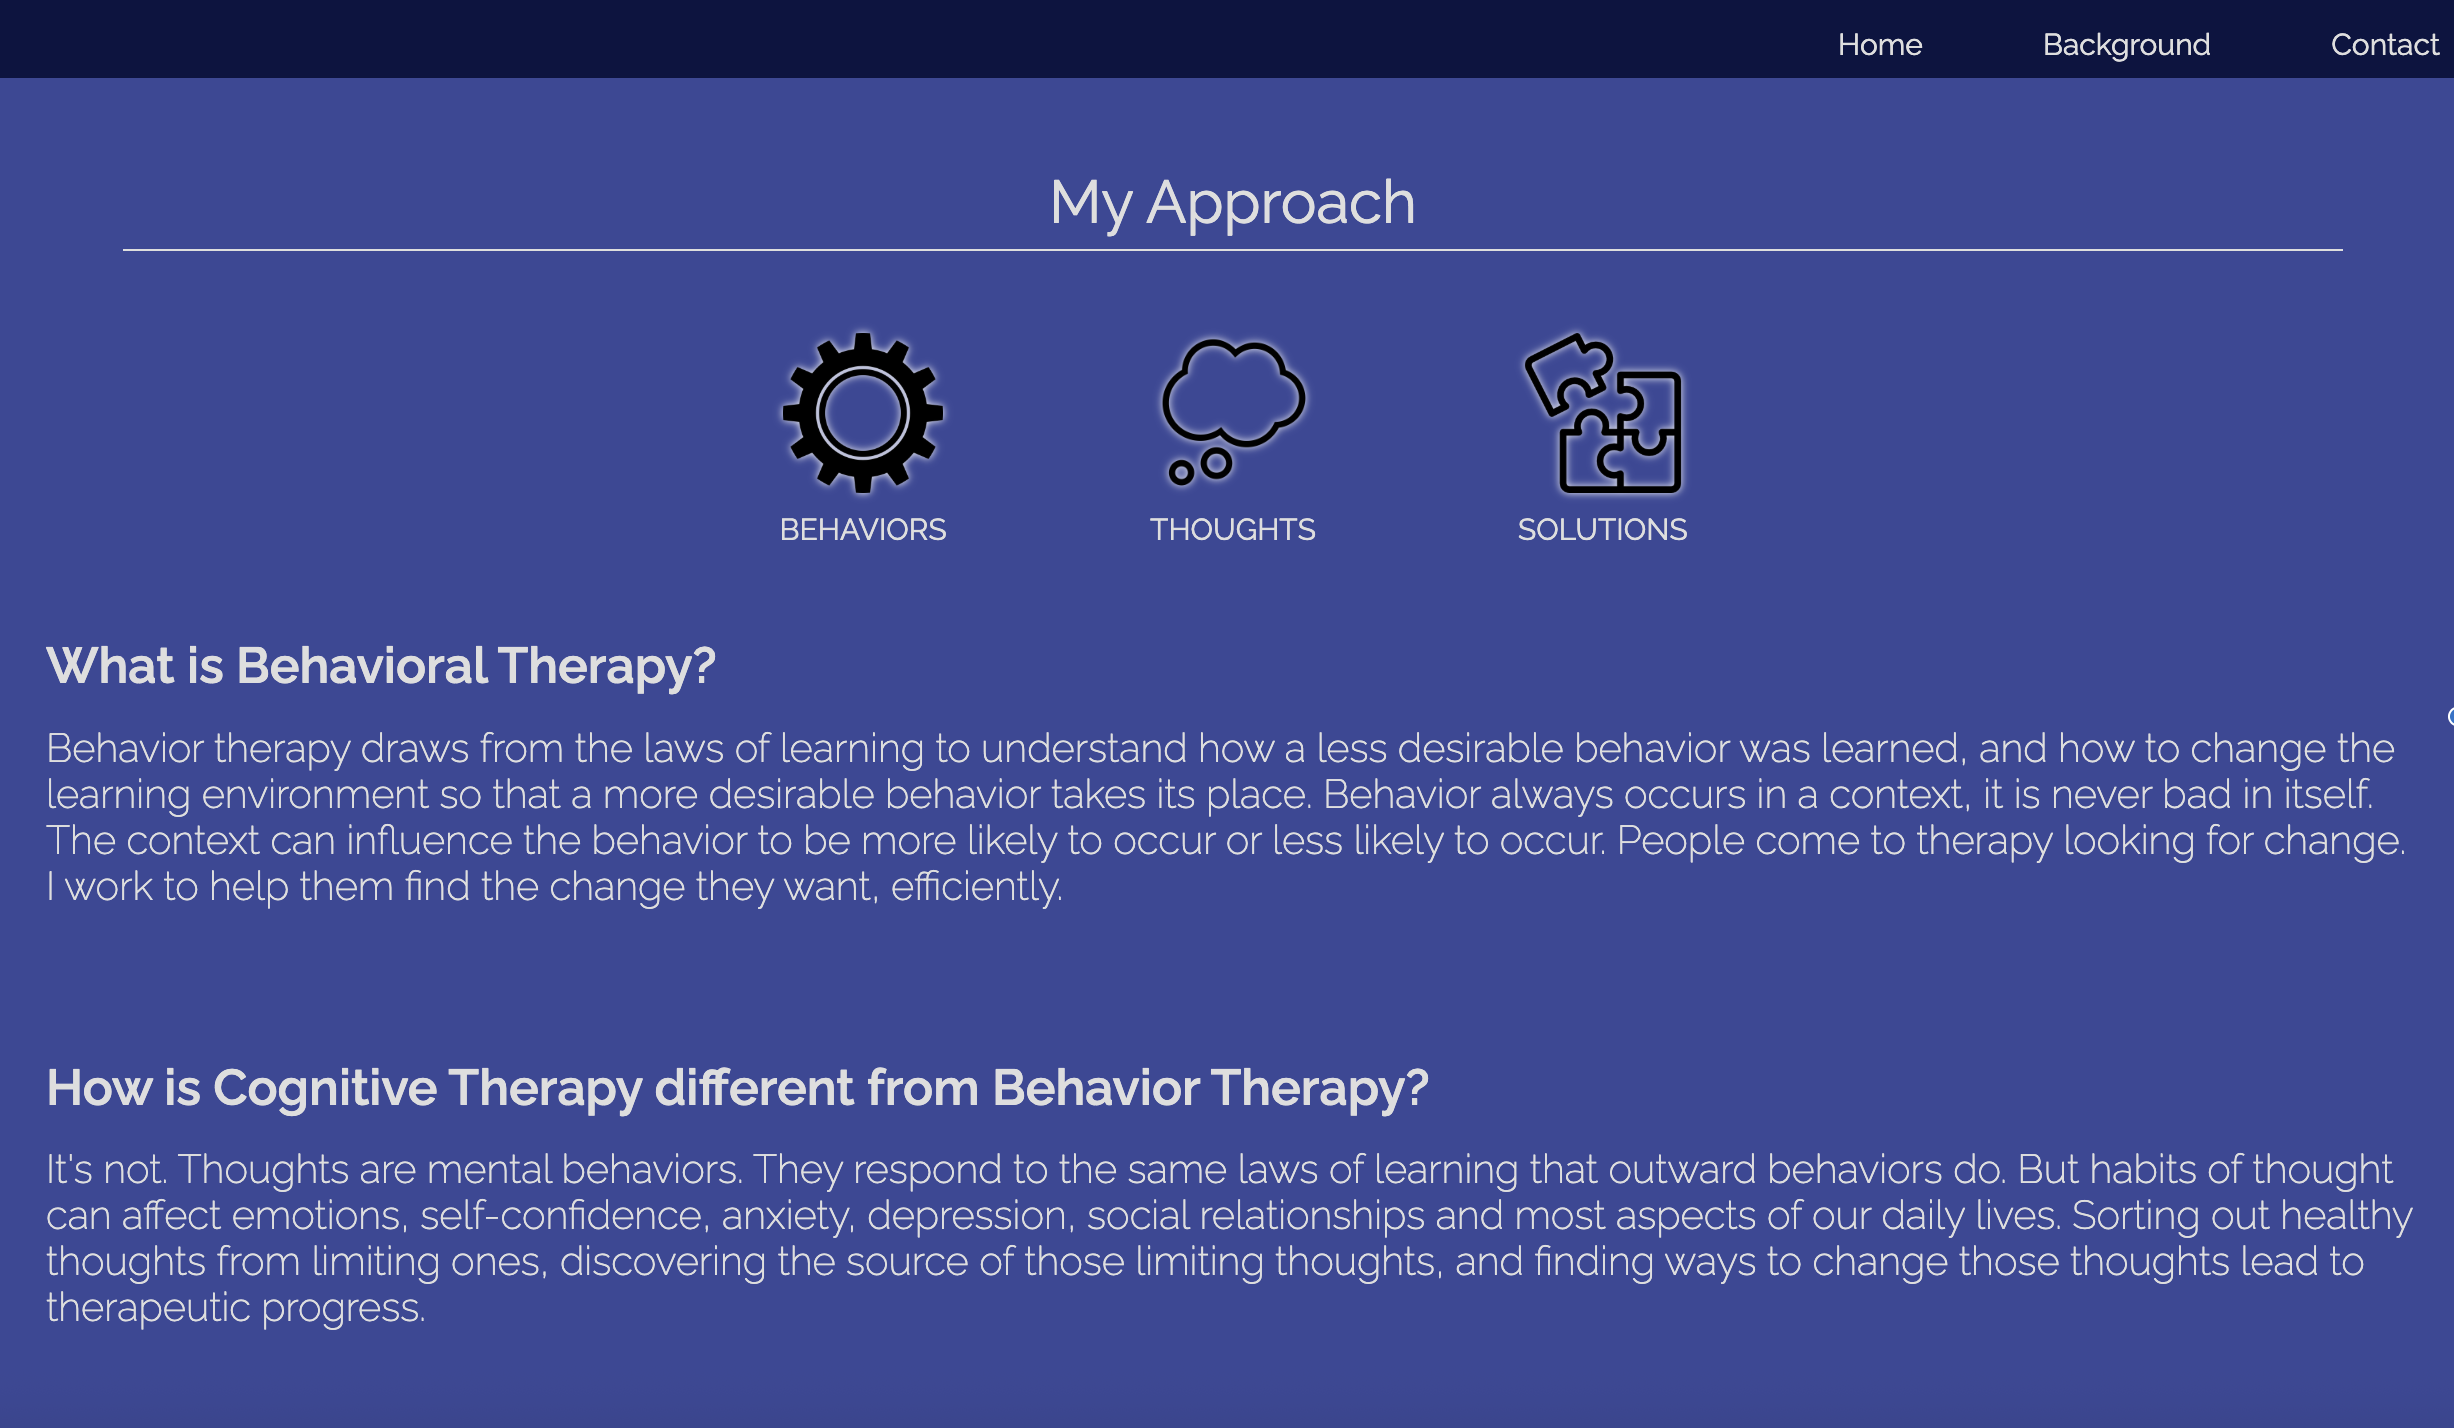 Home Background Contact
My Approach
BEHAVIORS THOUGHTS SOLUTIONS
What is Behavioral Therapy?
Behavior therapy draws from the laws of learning to understand how a less desirable behavior was learned, and how to change the
learning environment so that a more desirable behavior takes its place. Behavior always occurs in a context, it is never bad in itself.
The context can influence the behavior to be more likely to occur or less likely to occur. People come to therapy looking for change.
I work to help them find the change they want, efficiently.
How is Cognitive Therapy different from Behavior Therapy?
It's not. Thoughts are mental behaviors. They respond to the same laws of learning that outward behaviors do. But habits of thought
can affect emotions, self-confidence, anxiety, depression, social relationships and most aspects of our daily lives. Sorting out healthy
thoughts from limiting ones, discovering the source of those limiting thoughts, and finding ways to change those thoughts lead to
therapeutic progress.